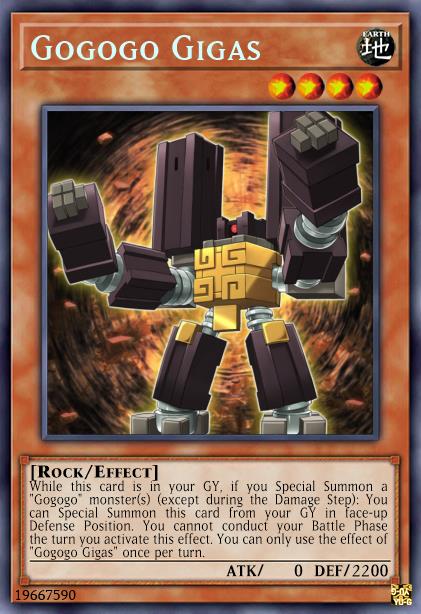 Gogogo Gigas
EARTH
地
[Rock/Effect]
While this card is in your GY, if you Special Summon a
"Gogogo" monster(s) (except during the Damage Step): You
can Special Summon this card from your GY in face-up
Defense Position. You cannot conduct your Battle Phase
the turn you activate this effect. You can only use the effect of
"Gogogo Gigas" once per turn.
ATK/ 0 DEF/2200
19667590